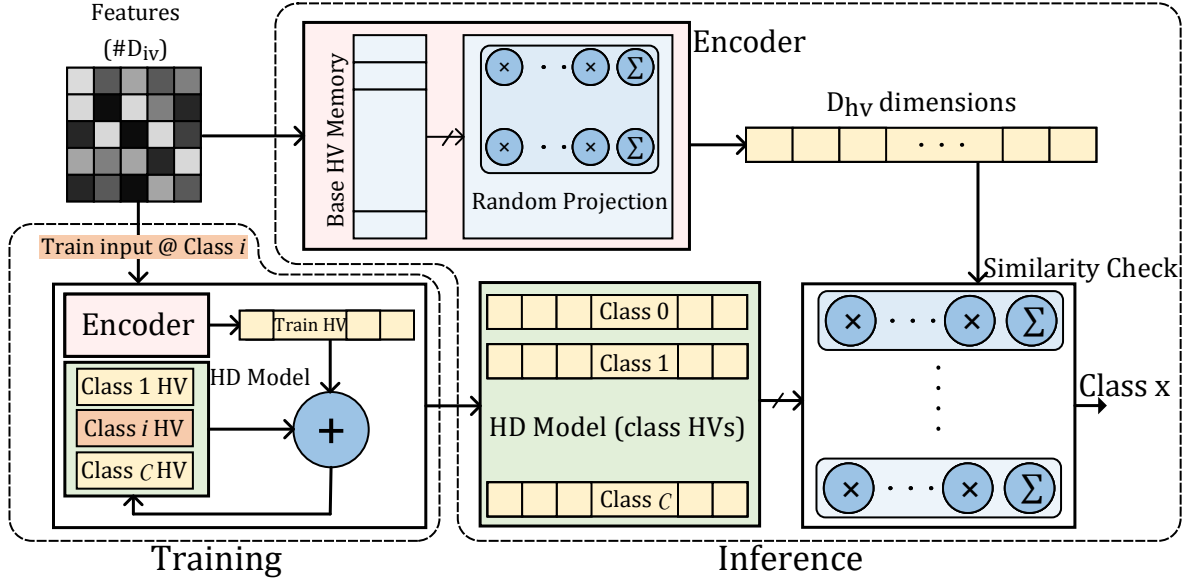 Features
(#D_iv)
Encoder
Base HV Memory
× · · × Σ
× · · × Σ
Random Projection
D_hv dimensions
· · ·
Train input @ Class i
Encoder
Train HV
HD Model
Class 1 HV
Class i HV
Class C HV
+
Training
Class 0
Class 1
HD Model (class HVs)
Class C
Similarity Check
× · · · × Σ
× · · · × Σ
Class x
Inference